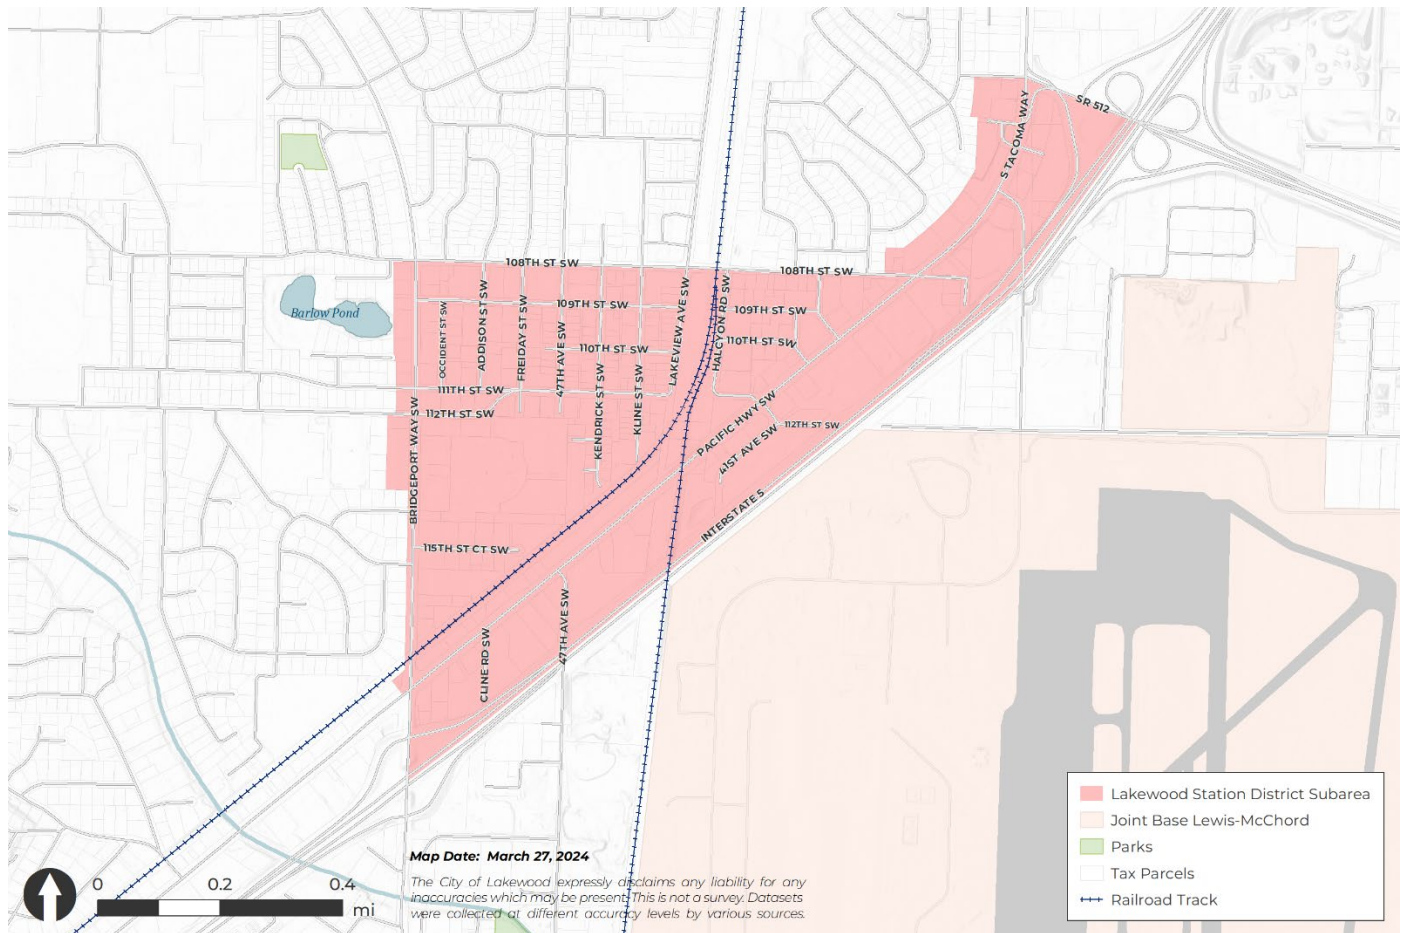 SR 512
S TACOMA WAY
108TH ST SW
108TH ST SW
Barlow Pond
OCCIDENT ST SW
ADDISON ST SW
FREIDAY ST SW
109TH ST SW
47TH AVE SW
110TH ST SW
KENDRICK ST SW
KLINE ST SW
LAKEVIEW AVE SW
HALCYON RD SW
109TH ST SW
110TH ST SW
111TH ST SW
112TH ST SW
BRIDGEPORT WAY SW
PACIFIC HWY SW
41ST AVE SW
112TH ST SW
INTERSTATE 5
115TH ST CT SW
CLINE RD SW
47TH AVE SW
Map Date: March 27, 2024
The City of Lakewood expressly disclaims any liability for any
inaccuracies which may be present. This is not a survey. Datasets
were collected at different accuracy levels by various sources.
0 0.2 0.4
mi
Lakewood Station District Subarea
Joint Base Lewis-McChord
Parks
Tax Parcels
Railroad Track